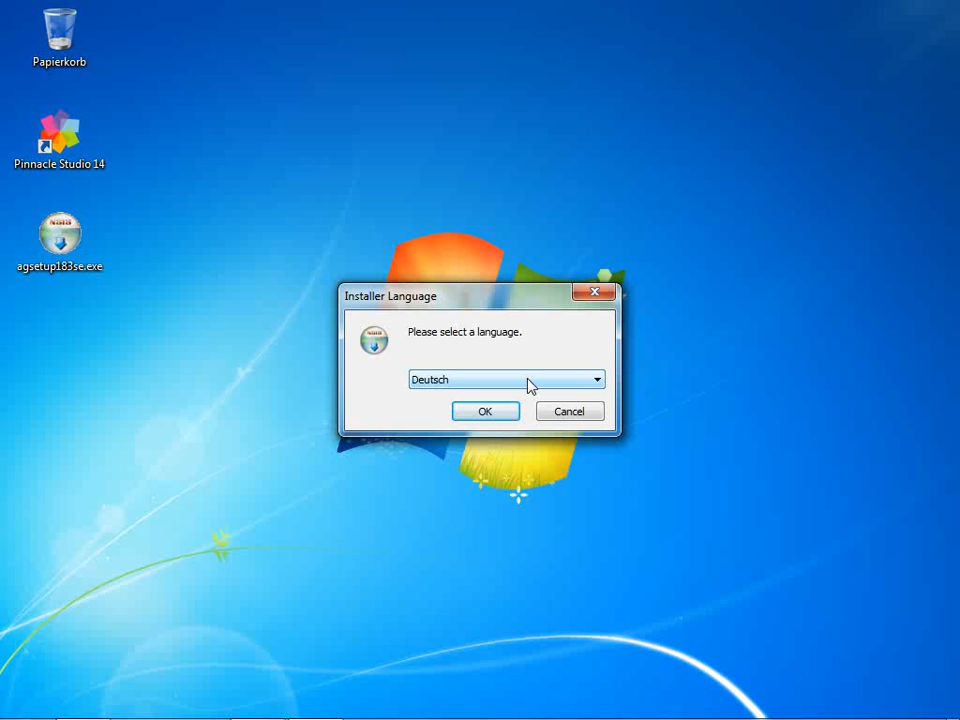 Papierkorb
Pinnacle Studio 14
agsetup183se.exe
Installer Language
Please select a language.
Deutsch
OK
Cancel